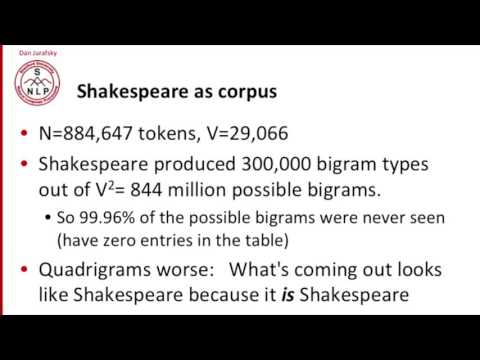 Dan Jurafsky
S
NLP
Shakespeare as corpus
• N=884,647 tokens, V=29,066
• Shakespeare produced 300,000 bigram types
out of V²= 844 million possible bigrams.
• So 99.96% of the possible bigrams were never seen
(have zero entries in the table)
• Quadrigrams worse: What's coming out looks
like Shakespeare because it is Shakespeare